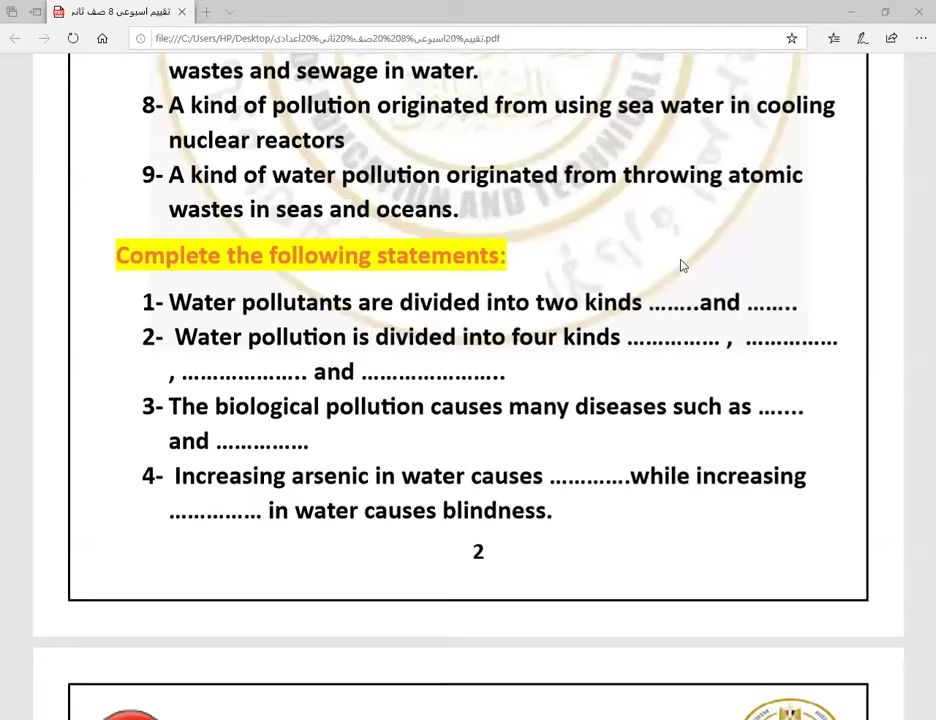 تقييم اسبوعى 8 صف ثانى
file:///C:/Users/HP/Desktop/تقييم%20اسبوعى%208%20صف%20ثانى%20اعدادى.pdf
wastes and sewage in water.
8- A kind of pollution originated from using sea water in cooling
nuclear reactors
9- A kind of water pollution originated from throwing atomic
wastes in seas and oceans.
Complete the following statements:
1- Water pollutants are divided into two kinds ........and ........
2- Water pollution is divided into four kinds ............... , ...............
, .................... and .......................
3- The biological pollution causes many diseases such as .......
and ...............
4- Increasing arsenic in water causes .............while increasing
............... in water causes blindness.
2